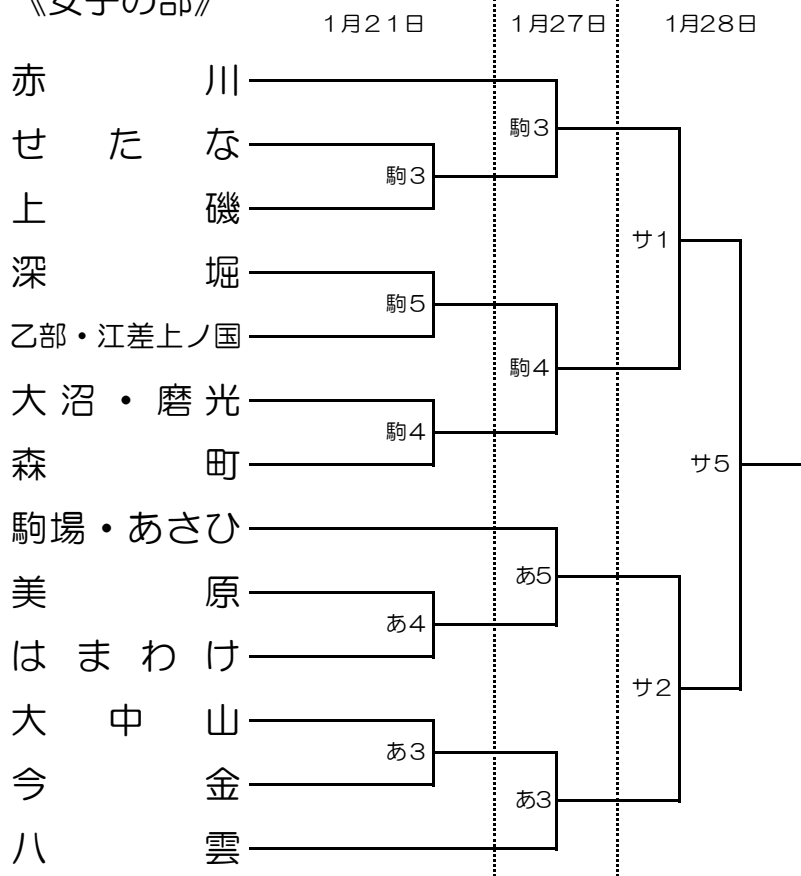 《女子の部》
1月21日 1月27日 1月28日
赤川
せたな
上磯
深堀
乙部・江差上ノ国
大沼・磨光
森町
駒場・あさひ
美原
はまわけ
大中山
今金
八雲
駒3
駒5
駒4
あ4
あ3
駒3
駒4
あ5
あ3
サ1
サ2
サ5